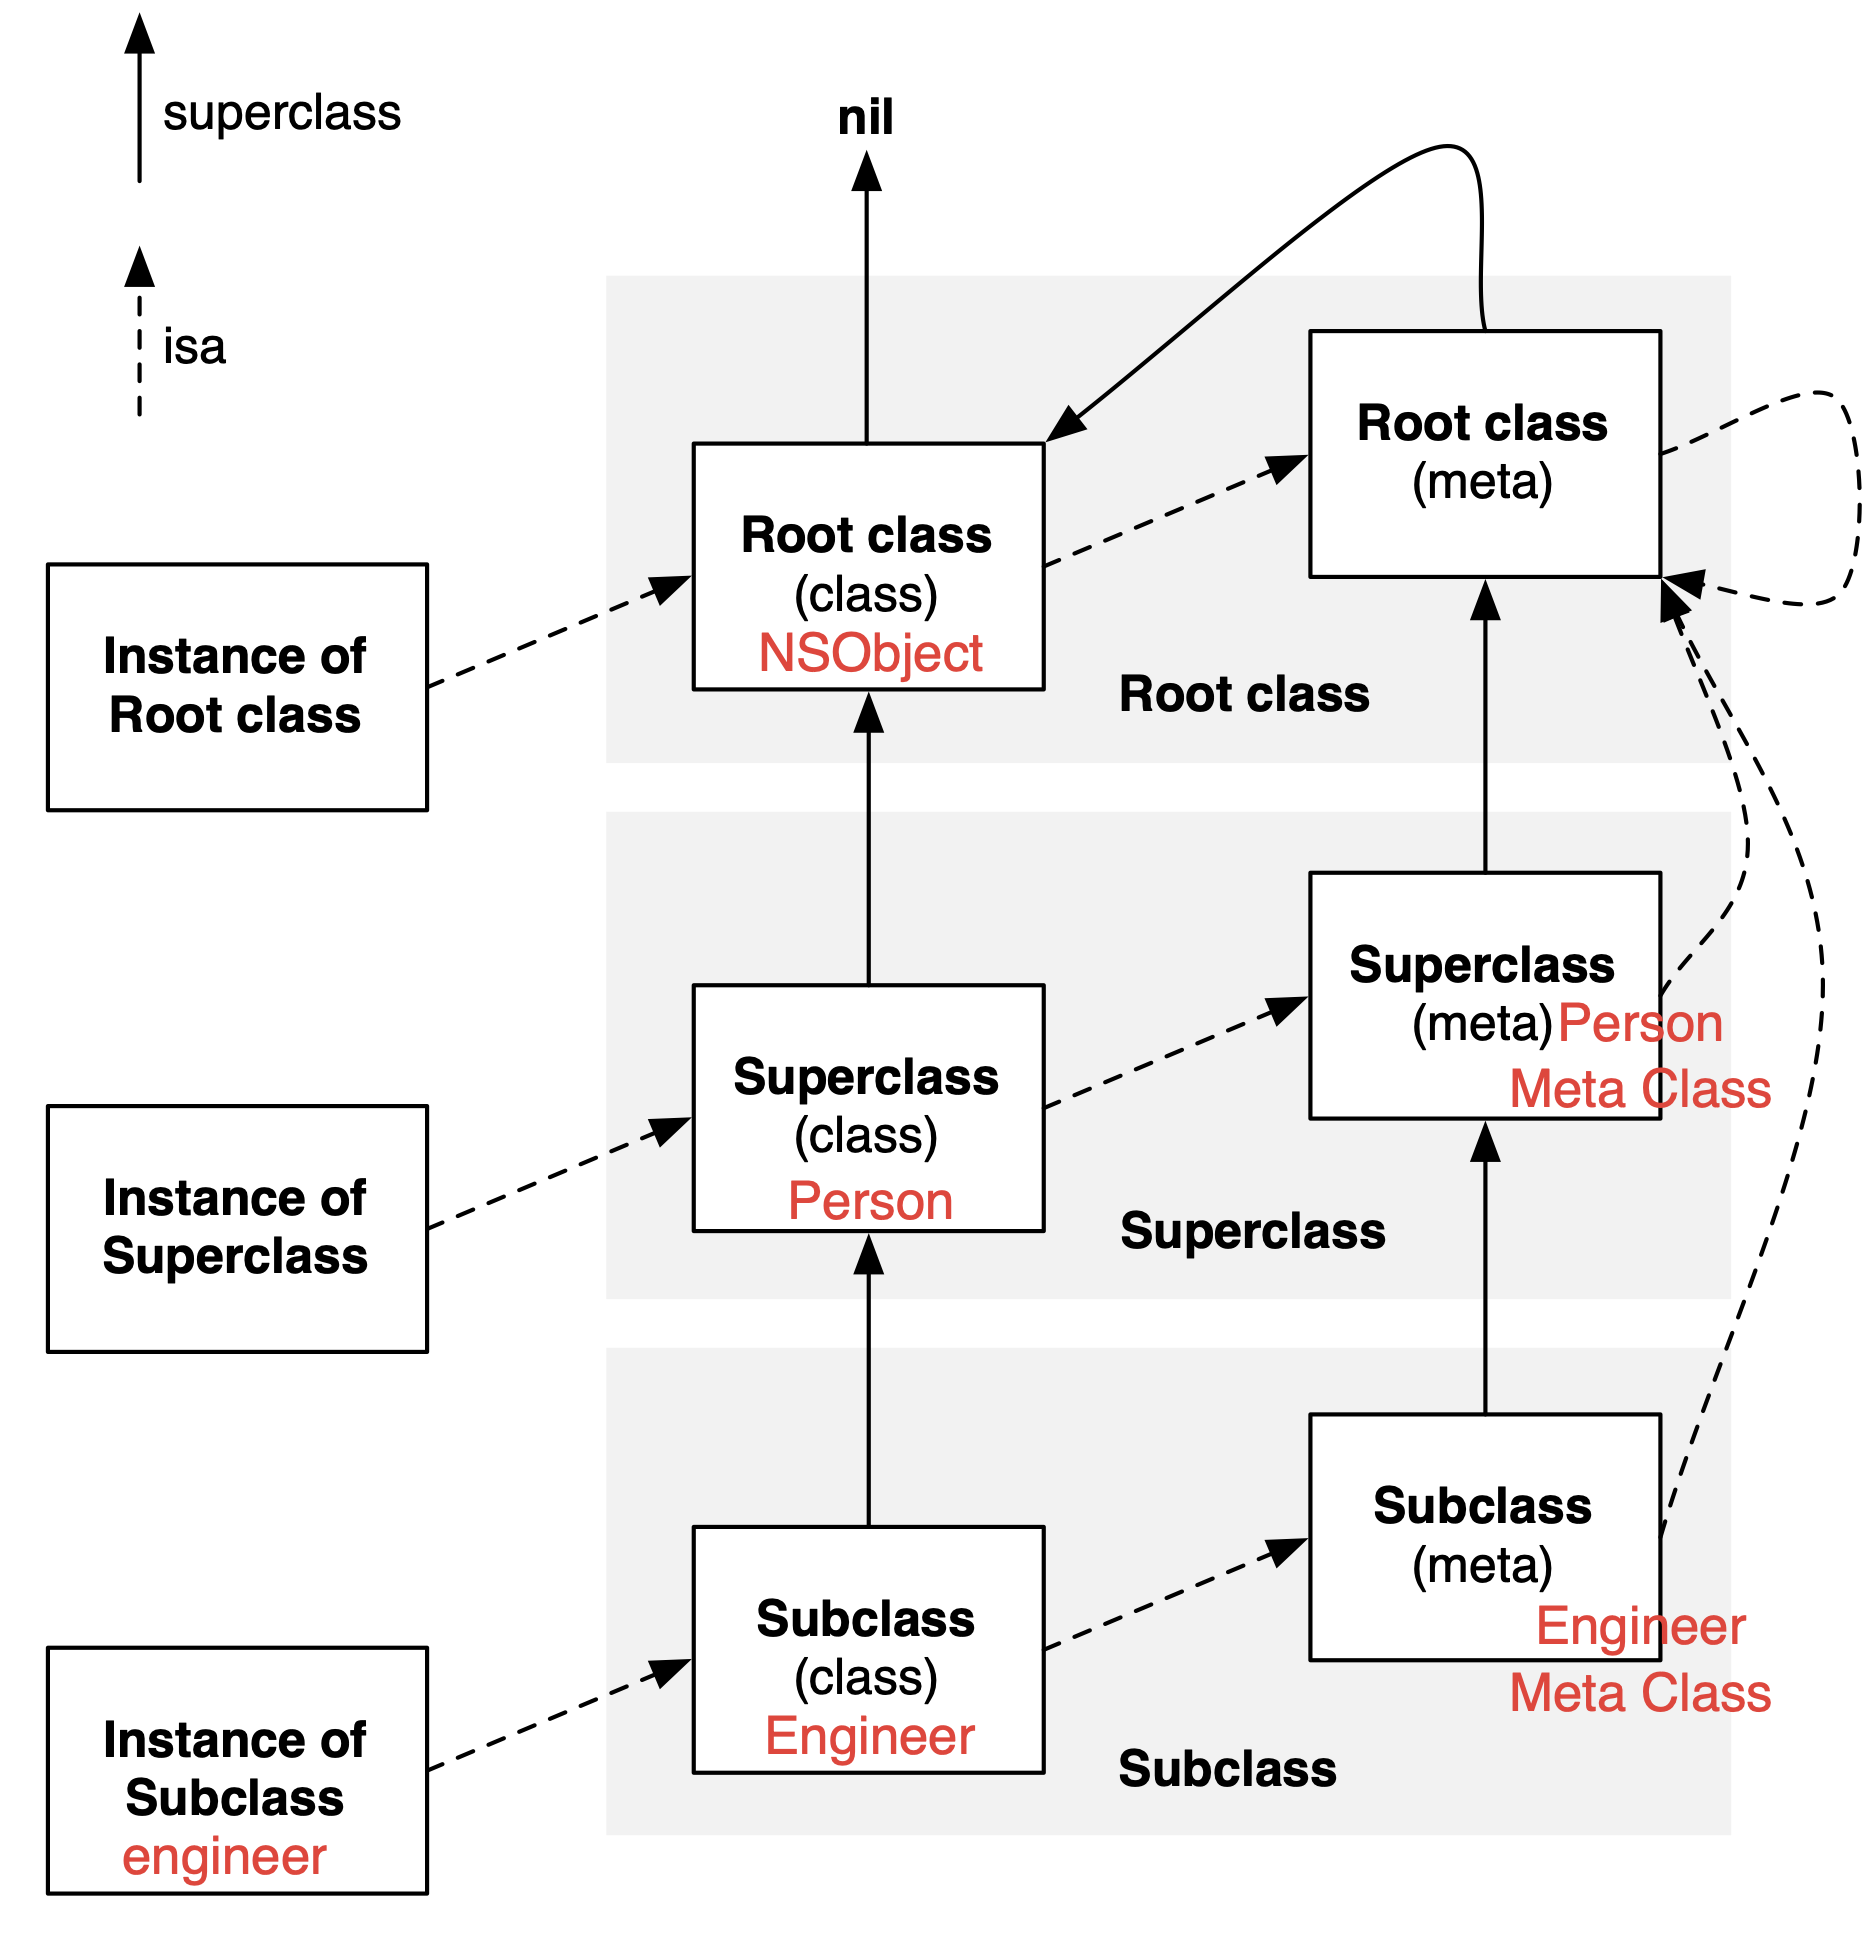 superclass
nil
isa
Root class
(meta)
Root class
(class)
NSObject
Instance of
Root class
Root class
Superclass
(meta) Person
Meta Class
Superclass
(class)
Person
Instance of
Superclass
Superclass
Subclass
(meta)
Engineer
Meta Class
Subclass
(class)
Engineer
Instance of
Subclass
engineer
Subclass